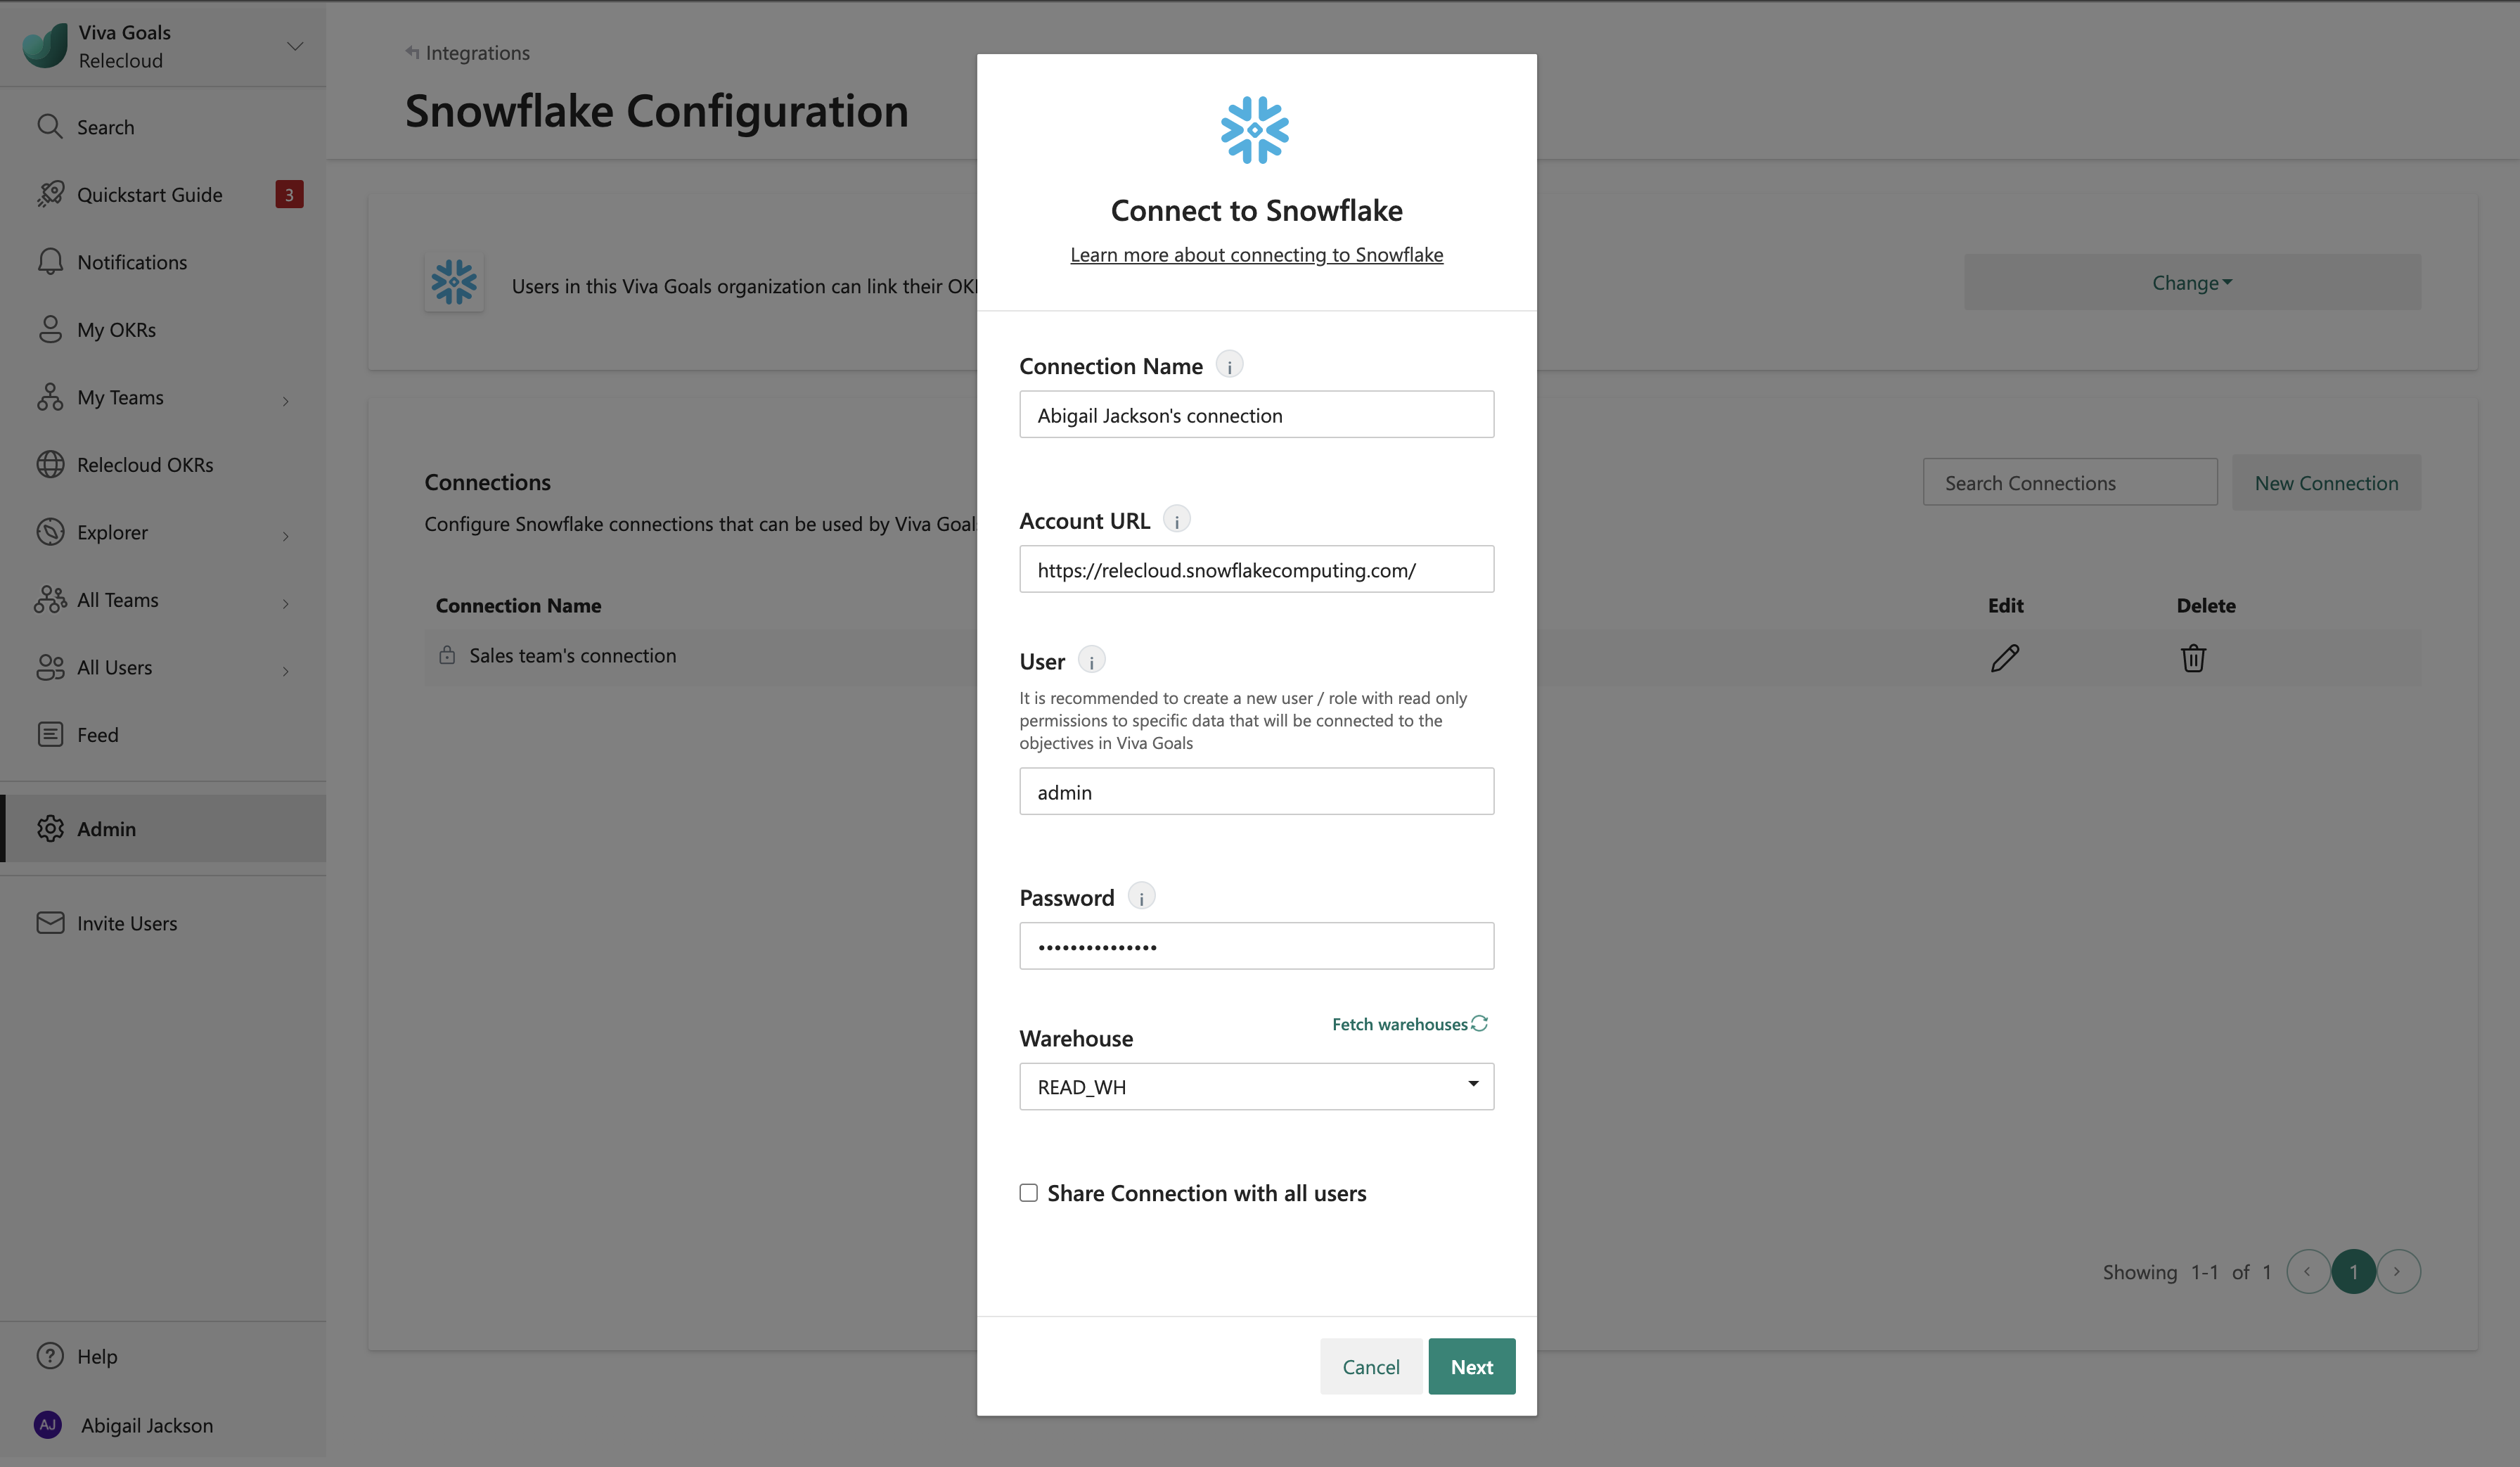 Viva Goals
Relecloud
Search
Quickstart Guide
3
Notifications
My OKRs
My Teams
Relecloud OKRs
Explorer
All Teams
All Users
Feed
Admin
Invite Users
Help
AJ
Abigail Jackson
Integrations
Snowflake Configuration
Users in this Viva Goals organization can link their
Change
Connections
Configure Snowflake connections that can be used by Viva
Search Connections
New Connection
Connection Name
Edit
Delete
Sales team's connection
Showing 1-1 of 1
1
Connect to Snowflake
Learn more about connecting to Snowflake
Connection Name i
Abigail Jackson's connection
Account URL i
https://relecloud.snowflakecomputing.com/
User i
It is recommended to create a new user / role with read only
permissions to specific data that will be connected to the
objectives in Viva Goals
admin
Password i
•••••••••••••••
Fetch warehouses
Warehouse
READ_WH
Share Connection with all users
Cancel
Next